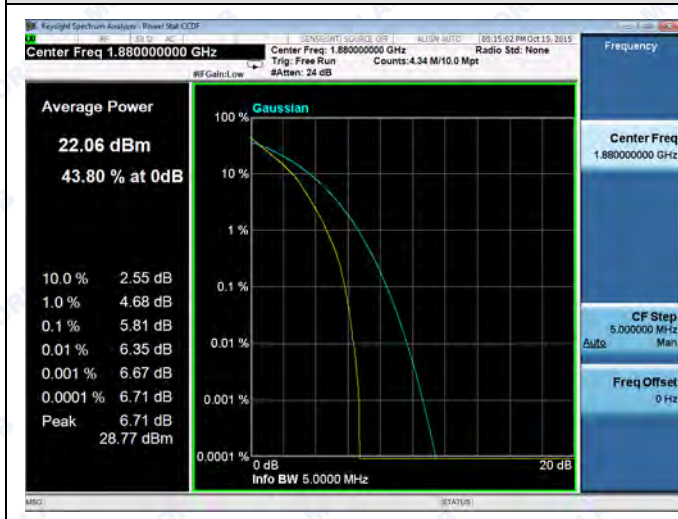 Keysight Spectrum Analyzer - Power Stat CCDF
RF 50 Ω AC SENSE:INT SOURCE OFF ALIGN AUTO 05:15:02 PM Oct 15, 2015
Center Freq 1.880000000 GHz
Center Freq: 1.880000000 GHz Radio Std: None
Trig: Free Run Counts:4.34 M/10.0 Mpt
#IFGain:Low #Atten: 24 dB
Frequency
Average Power
22.06 dBm
43.80 % at 0dB
10.0 % 2.55 dB
1.0 % 4.68 dB
0.1 % 5.81 dB
0.01 % 6.35 dB
0.001 % 6.67 dB
0.0001 % 6.71 dB
Peak 6.71 dB
28.77 dBm
Gaussian
100 %
10 %
1 %
0.1 %
0.01 %
0.001 %
0.0001 %
0 dB 20 dB
Info BW 5.0000 MHz
Center Freq
1.880000000 GHz
CF Step
5.000000 MHz
Auto Man
Freq Offset
0 Hz
MSG STATUS